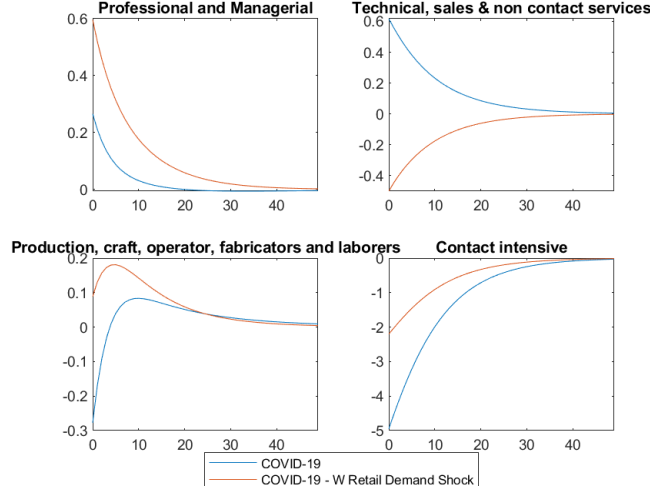 Professional and Managerial
0.6
0.4
0.2
0
0 10 20 30 40
Technical, sales & non contact services
0.6
0.4
0.2
0
-0.2
-0.4
0 10 20 30 40
Production, craft, operator, fabricators and laborers
0.2
0.1
0
-0.1
-0.2
-0.3
0 10 20 30 40
Contact intensive
0
-1
-2
-3
-4
-5
0 10 20 30 40
COVID-19
COVID-19 - W Retail Demand Shock